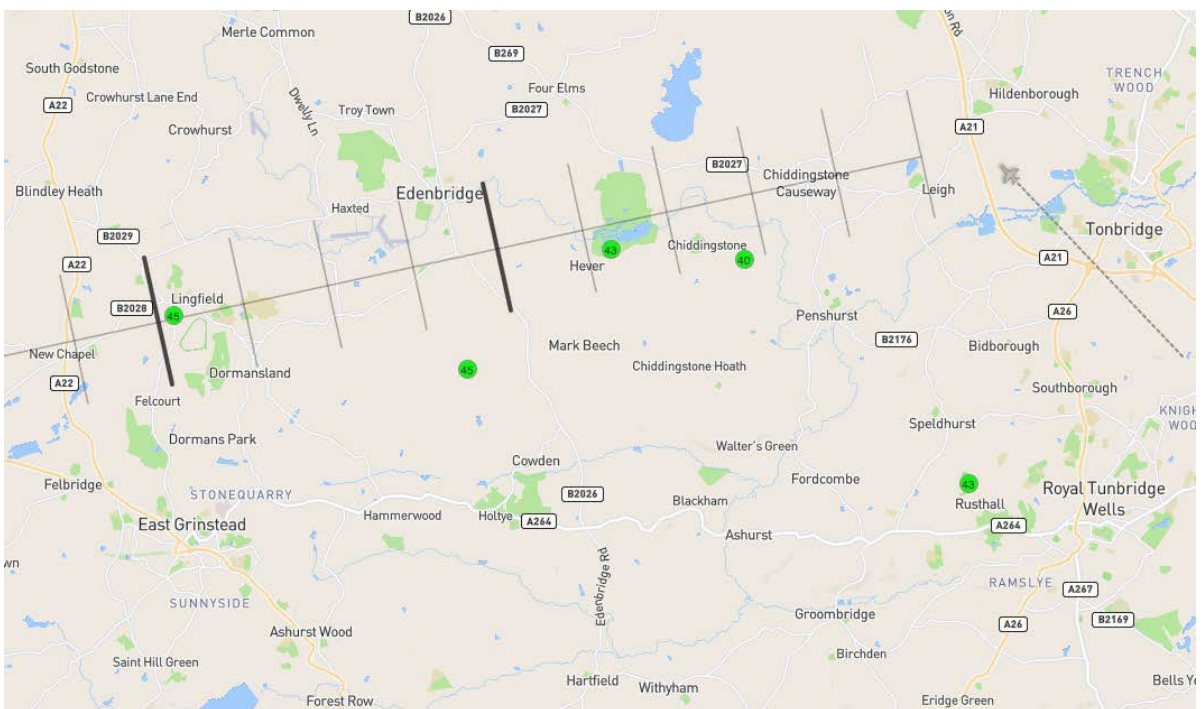 B2026
Merle Common
B269
on Rd
South Godstone
Four Elms
TRENCH
WOOD
Hildenborough
A22
Crowhurst Lane End
Dwelly Ln
Troy Town
B2027
Crowhurst
A21
B2027
Chiddingstone
Causeway
Blindley Heath
Edenbridge
Leigh
Haxted
B2029
Tonbridge
Chiddingstone
43
A22
Hever
40
A21
Lingfield
B2028
45
A26
Penshurst
B2176
Bidborough
New Chapel
Mark Beech
A22
Dormansland
45
Chiddingstone Hoath
Southborough
Felcourt
KNIGH
WOO
Speldhurst
Dormans Park
Walter's Green
Cowden
Felbridge
Fordcombe
43
STONEQUARRY
B2026
Blackham
Rusthall
Royal Tunbridge
Wells
East Grinstead
Hammerwood
Holtye
A264
A264
Ashurst
wn
Edenbridge Rd
RAMSLYE
A267
SUNNYSIDE
Groombridge
B2169
A26
Ashurst Wood
Birchden
Saint Hill Green
Hartfield
Withyham
Bells Ye
Forest Row
Eridge Green